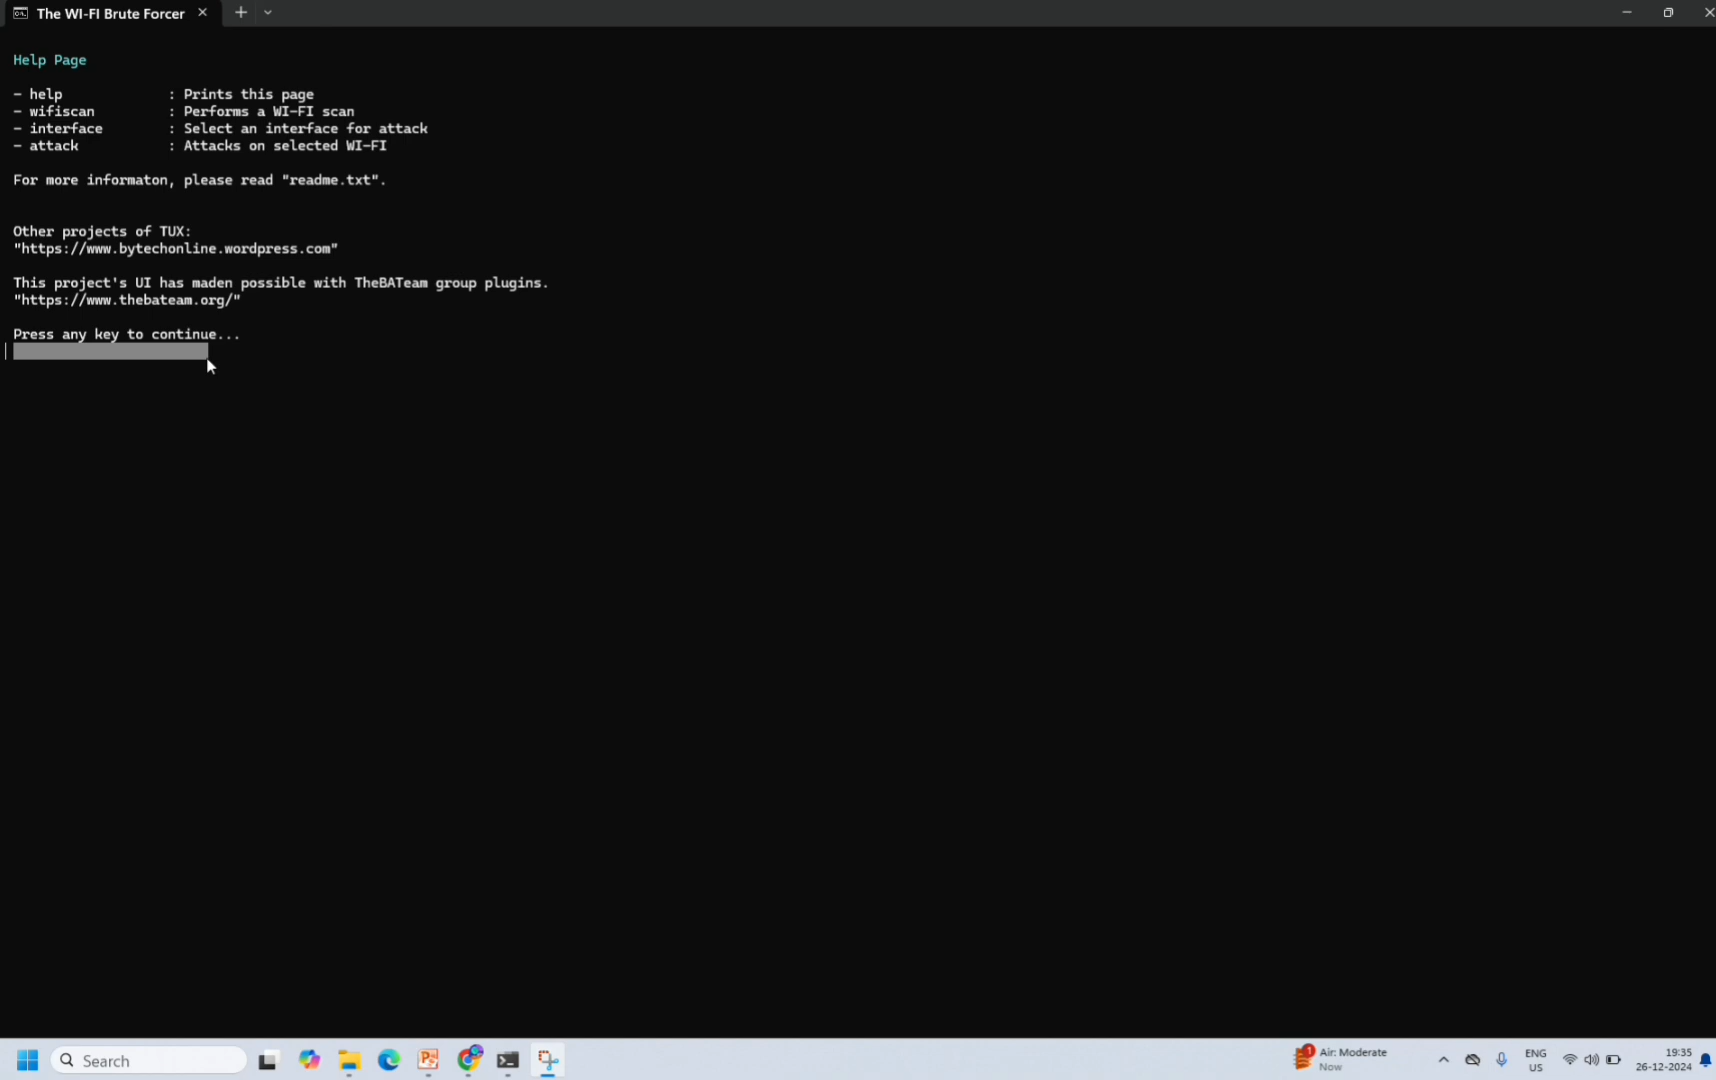 The WI-FI Brute Forcer
Help Page
- help : Prints this page
- wifiscan : Performs a WI-FI scan
- interface : Select an interface for attack
- attack : Attacks on selected WI-FI
For more informaton, please read "readme.txt".
Other projects of TUX:
"https://www.bytechonline.wordpress.com"
This project's UI has maden possible with TheBATeam group plugins.
"https://www.thebateam.org/"
Press any key to continue...
Search
1
Air: Moderate
Now
ENG
US
19:35
26-12-2024